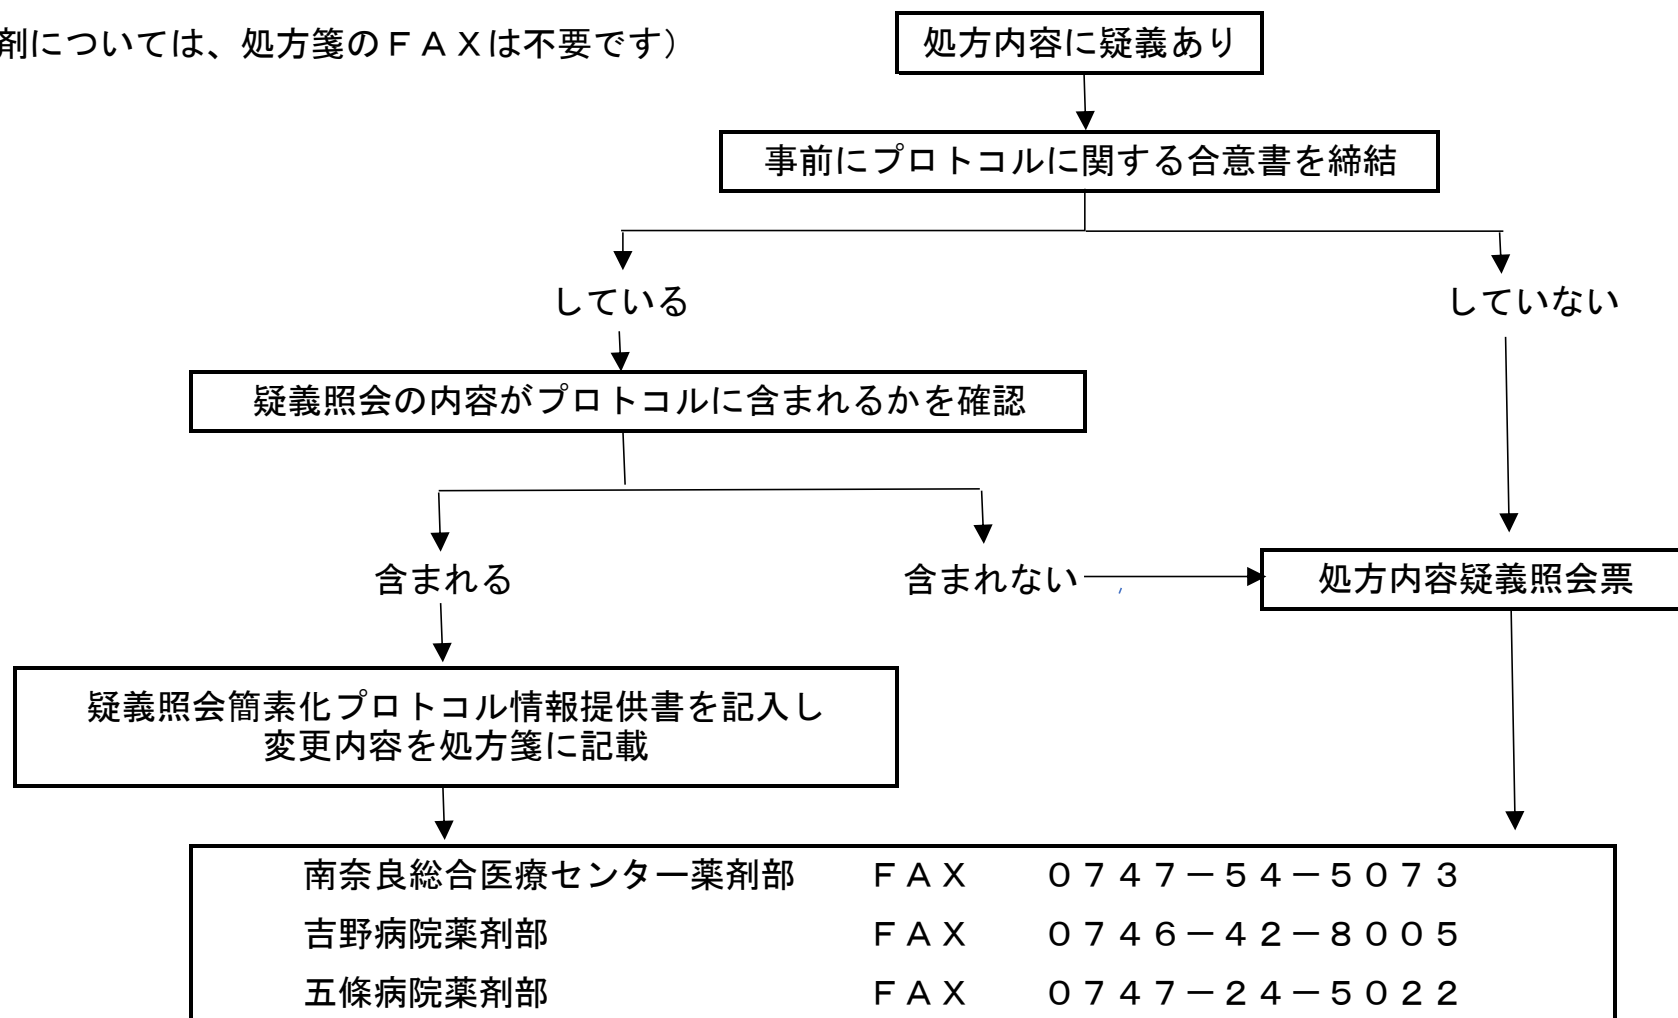 剤については、処方箋のＦＡＸは不要です）
処方内容に疑義あり
事前にプロトコルに関する合意書を締結
している
していない
疑義照会の内容がプロトコルに含まれるかを確認
含まれる
含まれない
処方内容疑義照会票
疑義照会簡素化プロトコル情報提供書を記入し
変更内容を処方箋に記載
南奈良総合医療センター薬剤部　ＦＡＸ　０７４７－５４－５０７３
吉野病院薬剤部　ＦＡＸ　０７４６－４２－８００５
五條病院薬剤部　ＦＡＸ　０７４７－２４－５０２２